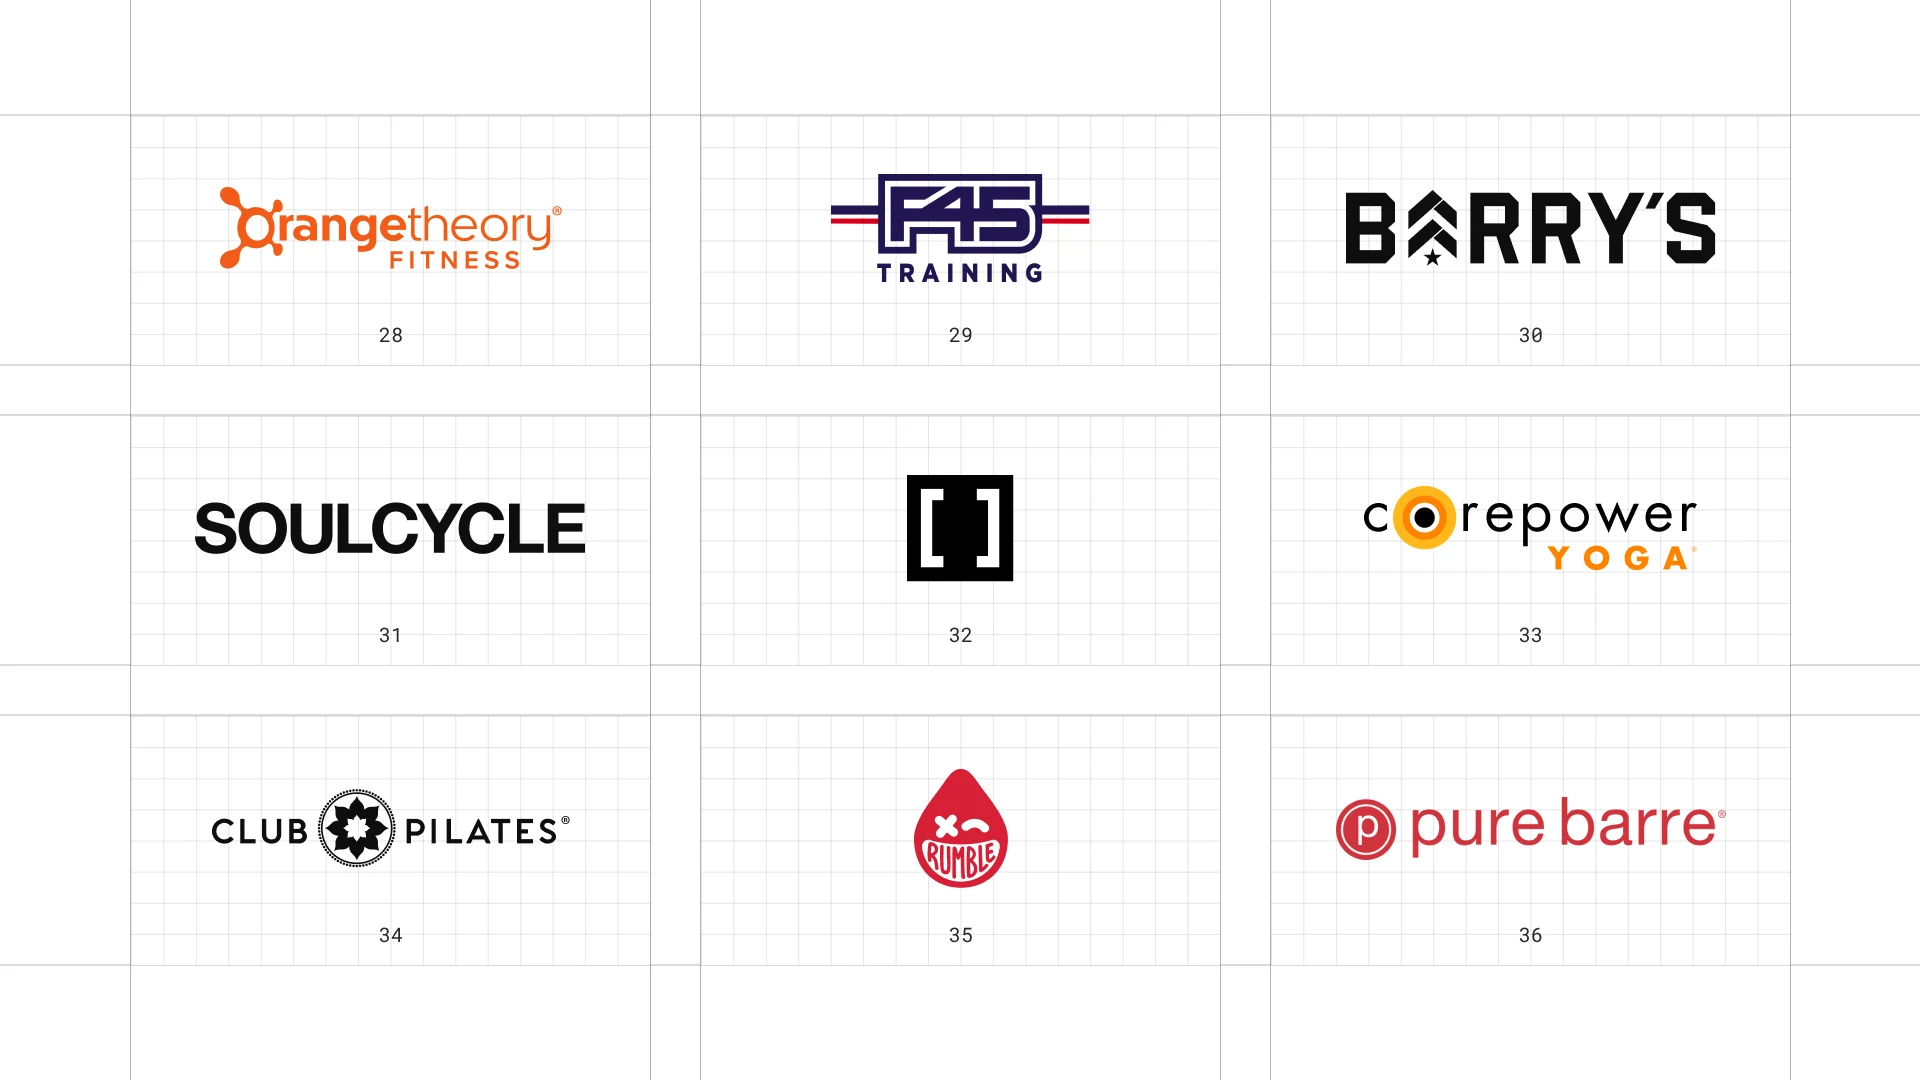 orangetheory®
FITNESS
28
F45
TRAINING
29
BARRY'S
30
SOULCYCLE
31
[ ]
32
corepower
YOGA®
33
CLUB PILATES®
34
RUMBLE
35
p pure barre®
36